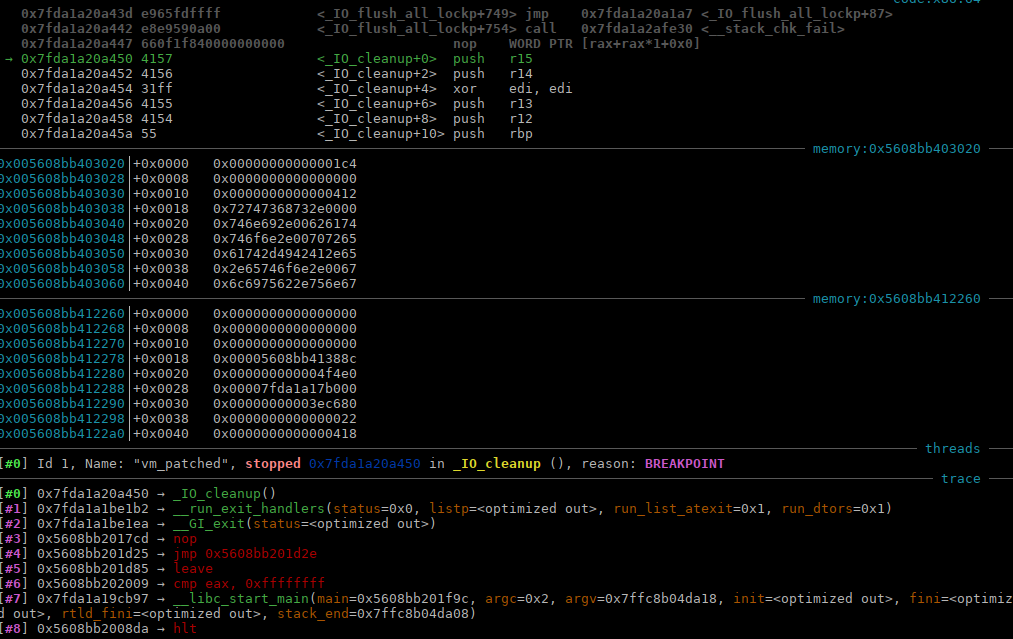 code:x86:64
0x7fda1a20a43d e965fdffff <_IO_flush_all_lockp+749> jmp 0x7fda1a20a1a7 <_IO_flush_all_lockp+87>
0x7fda1a20a442 e8e9590a00 <_IO_flush_all_lockp+754> call 0x7fda1a2afe30 <__stack_chk_fail>
0x7fda1a20a447 660f1f840000000000 nop WORD PTR [rax+rax*1+0x0]
→ 0x7fda1a20a450 4157 <_IO_cleanup+0> push r15
0x7fda1a20a452 4156 <_IO_cleanup+2> push r14
0x7fda1a20a454 31ff <_IO_cleanup+4> xor edi, edi
0x7fda1a20a456 4155 <_IO_cleanup+6> push r13
0x7fda1a20a458 4154 <_IO_cleanup+8> push r12
0x7fda1a20a45a 55 <_IO_cleanup+10> push rbp
memory:0x5608bb403020
0x005608bb403020│+0x0000 0x00000000000001c4
0x005608bb403028│+0x0008 0x0000000000000000
0x005608bb403030│+0x0010 0x0000000000000412
0x005608bb403038│+0x0018 0x72747368732e0000
0x005608bb403040│+0x0020 0x746e692e00626174
0x005608bb403048│+0x0028 0x746f6e2e00707265
0x005608bb403050│+0x0030 0x61742d4942412e65
0x005608bb403058│+0x0038 0x2e65746f6e2e0067
0x005608bb403060│+0x0040 0x6c6975622e756e67
memory:0x5608bb412260
0x005608bb412260│+0x0000 0x0000000000000000
0x005608bb412268│+0x0008 0x0000000000000000
0x005608bb412270│+0x0010 0x0000000000000000
0x005608bb412278│+0x0018 0x00005608bb41388c
0x005608bb412280│+0x0020 0x000000000004f4e0
0x005608bb412288│+0x0028 0x00007fda1a17b000
0x005608bb412290│+0x0030 0x00000000003ec680
0x005608bb412298│+0x0038 0x0000000000000022
0x005608bb4122a0│+0x0040 0x0000000000000418
threads
[#0] Id 1, Name: "vm_patched", stopped 0x7fda1a20a450 in _IO_cleanup (), reason: BREAKPOINT
trace
[#0] 0x7fda1a20a450 → _IO_cleanup()
[#1] 0x7fda1a1be1b2 → __run_exit_handlers(status=0x0, listp=<optimized out>, run_list_atexit=0x1, run_dtors=0x1)
[#2] 0x7fda1a1be1ea → __GI_exit(status=<optimized out>)
[#3] 0x5608bb2017cd → nop
[#4] 0x5608bb201d25 → jmp 0x5608bb201d2e
[#5] 0x5608bb201d85 → leave
[#6] 0x5608bb202009 → cmp eax, 0xffffffff
[#7] 0x7fda1a19cb97 → __libc_start_main(main=0x5608bb201f9c, argc=0x2, argv=0x7ffc8b04da18, init=<optimized out>, fini=<optimiz
d out>, rtld_fini=<optimized out>, stack_end=0x7ffc8b04da08)
[#8] 0x5608bb2008da → hlt